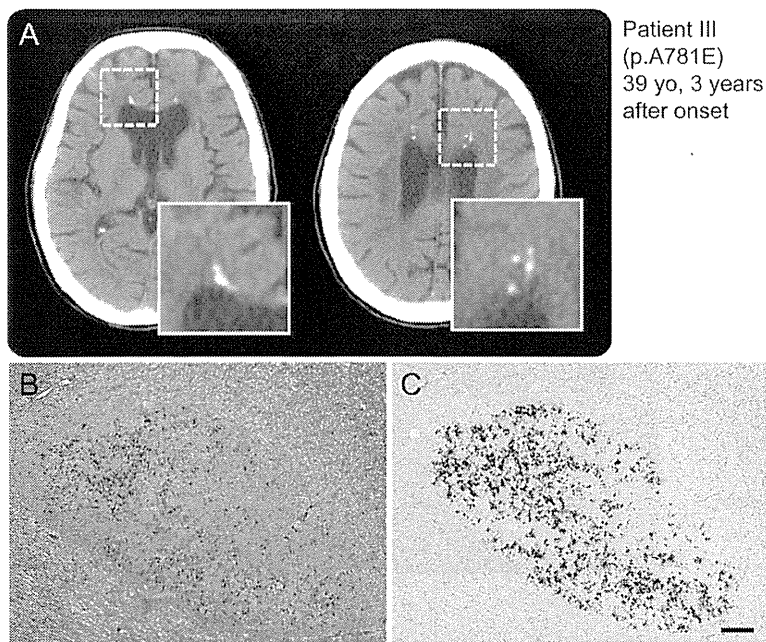 A
Patient III
(p.A781E)
39 yo, 3 years
after onset
B
C